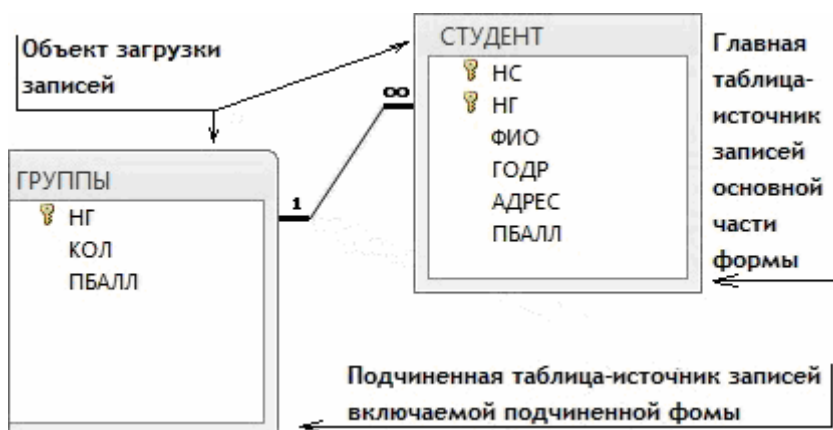 Объект загрузки
записей
СТУДЕНТ
НС
НГ
ФИО
ГОДР
АДРЕС
ПБАЛЛ
Главная
таблица-
источник
записей
основной
части
формы
∞
1
ГРУППЫ
НГ
КОЛ
ПБАЛЛ
Подчиненная таблица-источник записей
включаемой подчиненной фомы